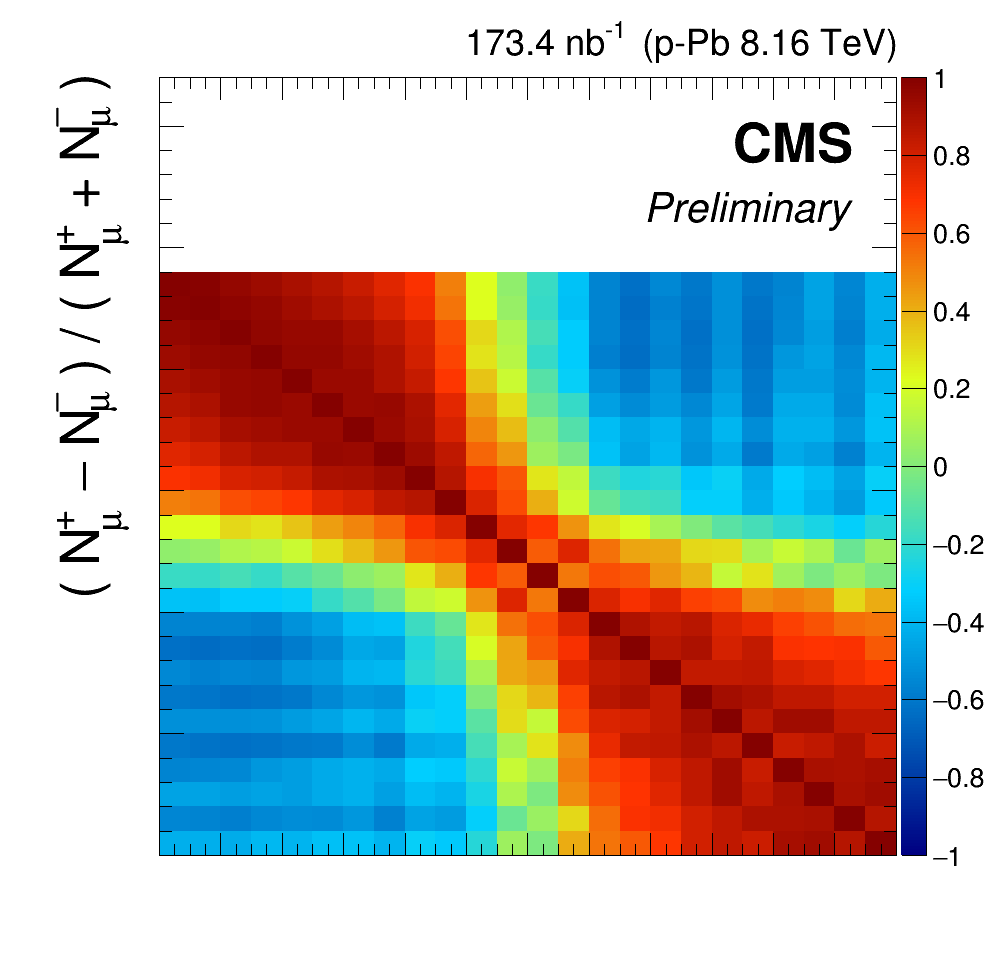 173.4 nb⁻¹ (p-Pb 8.16 TeV)
CMS
Preliminary
( N⁺_μ − N⁻_μ ) / ( N⁺_μ + N⁻_μ )
1
0.8
0.6
0.4
0.2
0
−0.2
−0.4
−0.6
−0.8
−1